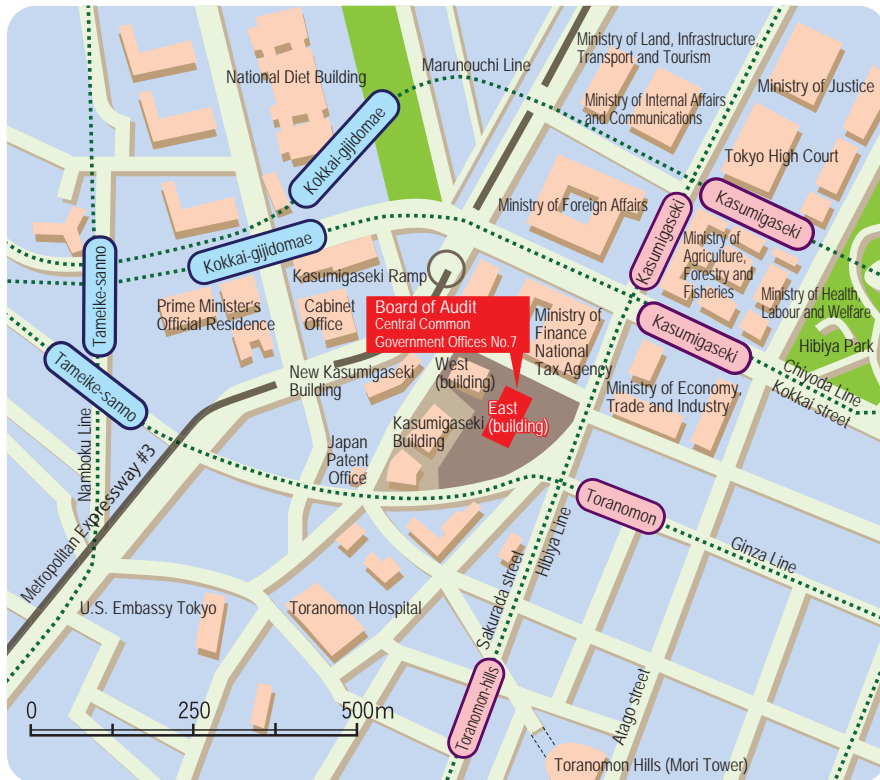 Ministry of Land, Infrastructure
Transport and Tourism
Marunouchi Line
National Diet Building
Ministry of Justice
Ministry of Internal Affairs
and Communications
Kokkai-gijidomae
Tokyo High Court
Kasumigaseki
Ministry of Foreign Affairs
Kasumigaseki
Kokkai-gijidomae
Tameike-sanno
Ministry of
Agriculture,
Forestry and
Fisheries
Kasumigaseki Ramp
Prime Minister's
Official Residence
Cabinet
Office
Board of Audit
Central Common
Government Offices No.7
Ministry of
Finance
National
Tax Agency
Ministry of Health,
Labour and Welfare
Kasumigaseki
Hibiya Park
Tameike-sanno
New Kasumigaseki
Building
West
(building)
Ministry of Economy,
Trade and Industry
Chiyoda Line
Kokkai street
East
(building)
Kasumigaseki
Building
Japan
Patent
Office
Namboku Line
Metropolitan Expressway #3
Toranomon
Hibiya Line
Ginza Line
Sakurada street
U.S. Embassy Tokyo
Toranomon Hospital
Toranomon-hills
Atago street
0 250 500m
Toranomon Hills (Mori Tower)